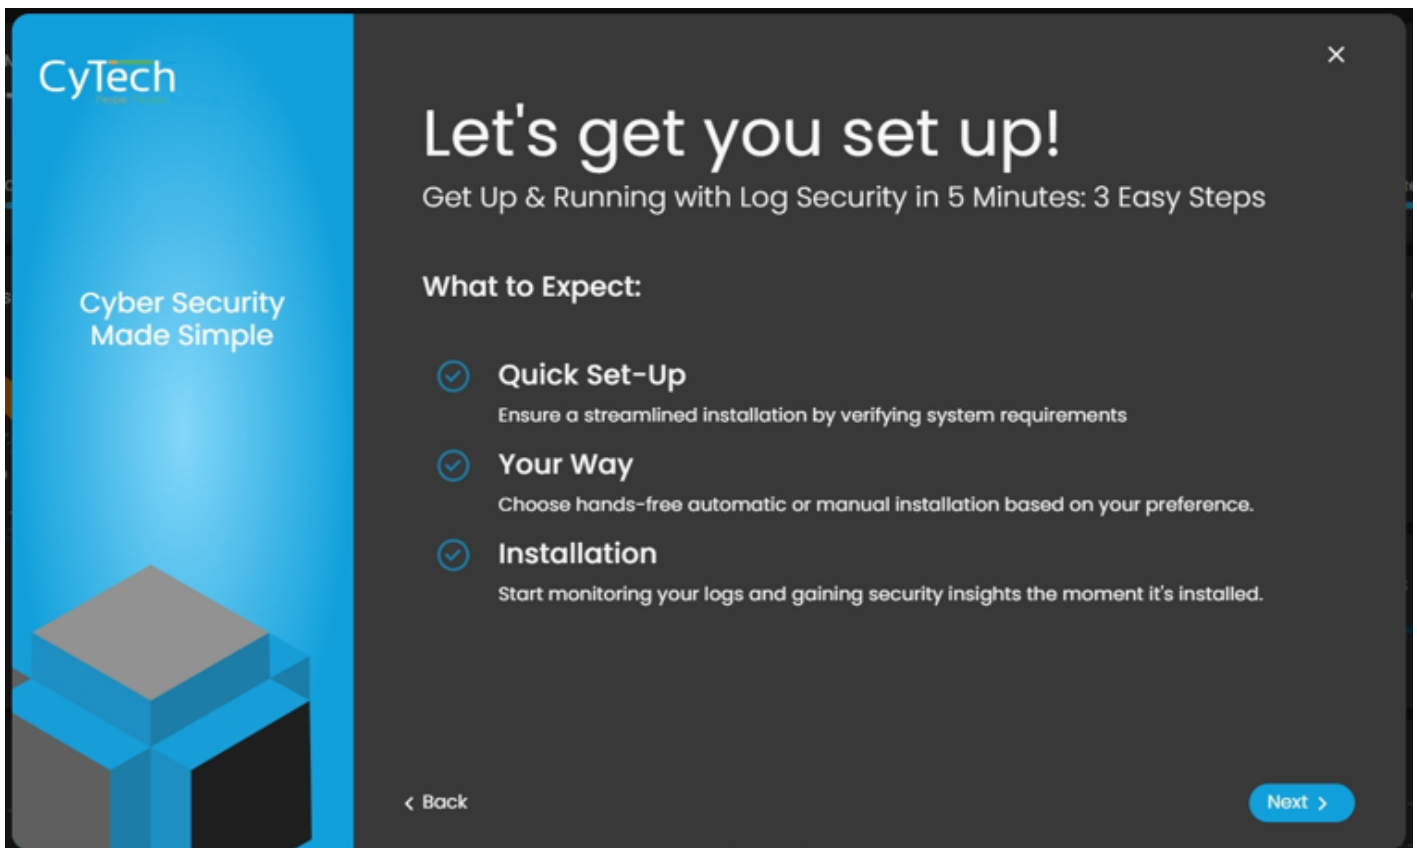 CyTech
Let's get you set up!
Get Up & Running with Log Security in 5 Minutes: 3 Easy Steps
What to Expect:
Cyber Security
Made Simple
Quick Set-Up
Ensure a streamlined installation by verifying system requirements
Your Way
Choose hands-free automatic or manual installation based on your preference.
Installation
Start monitoring your logs and gaining security insights the moment it's installed.
Back
Next